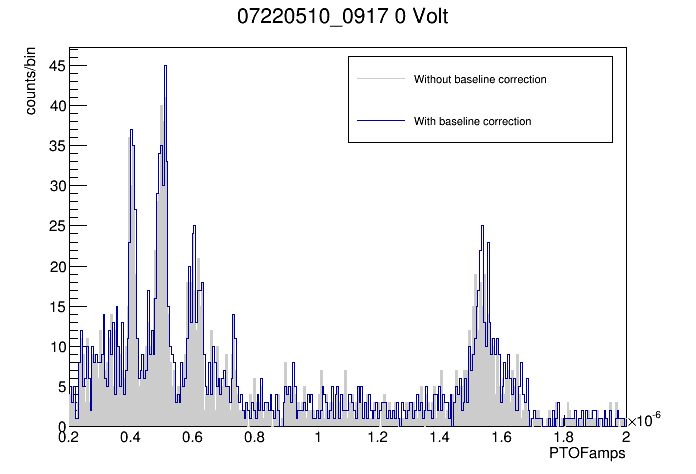 07220510_0917 0 Volt
counts/bin
45
40
35
30
25
20
15
10
5
0
Without baseline correction
With baseline correction
0.2 0.4 0.6 0.8 1 1.2 1.4 1.6 1.8 2
×10-6
PTOFamps